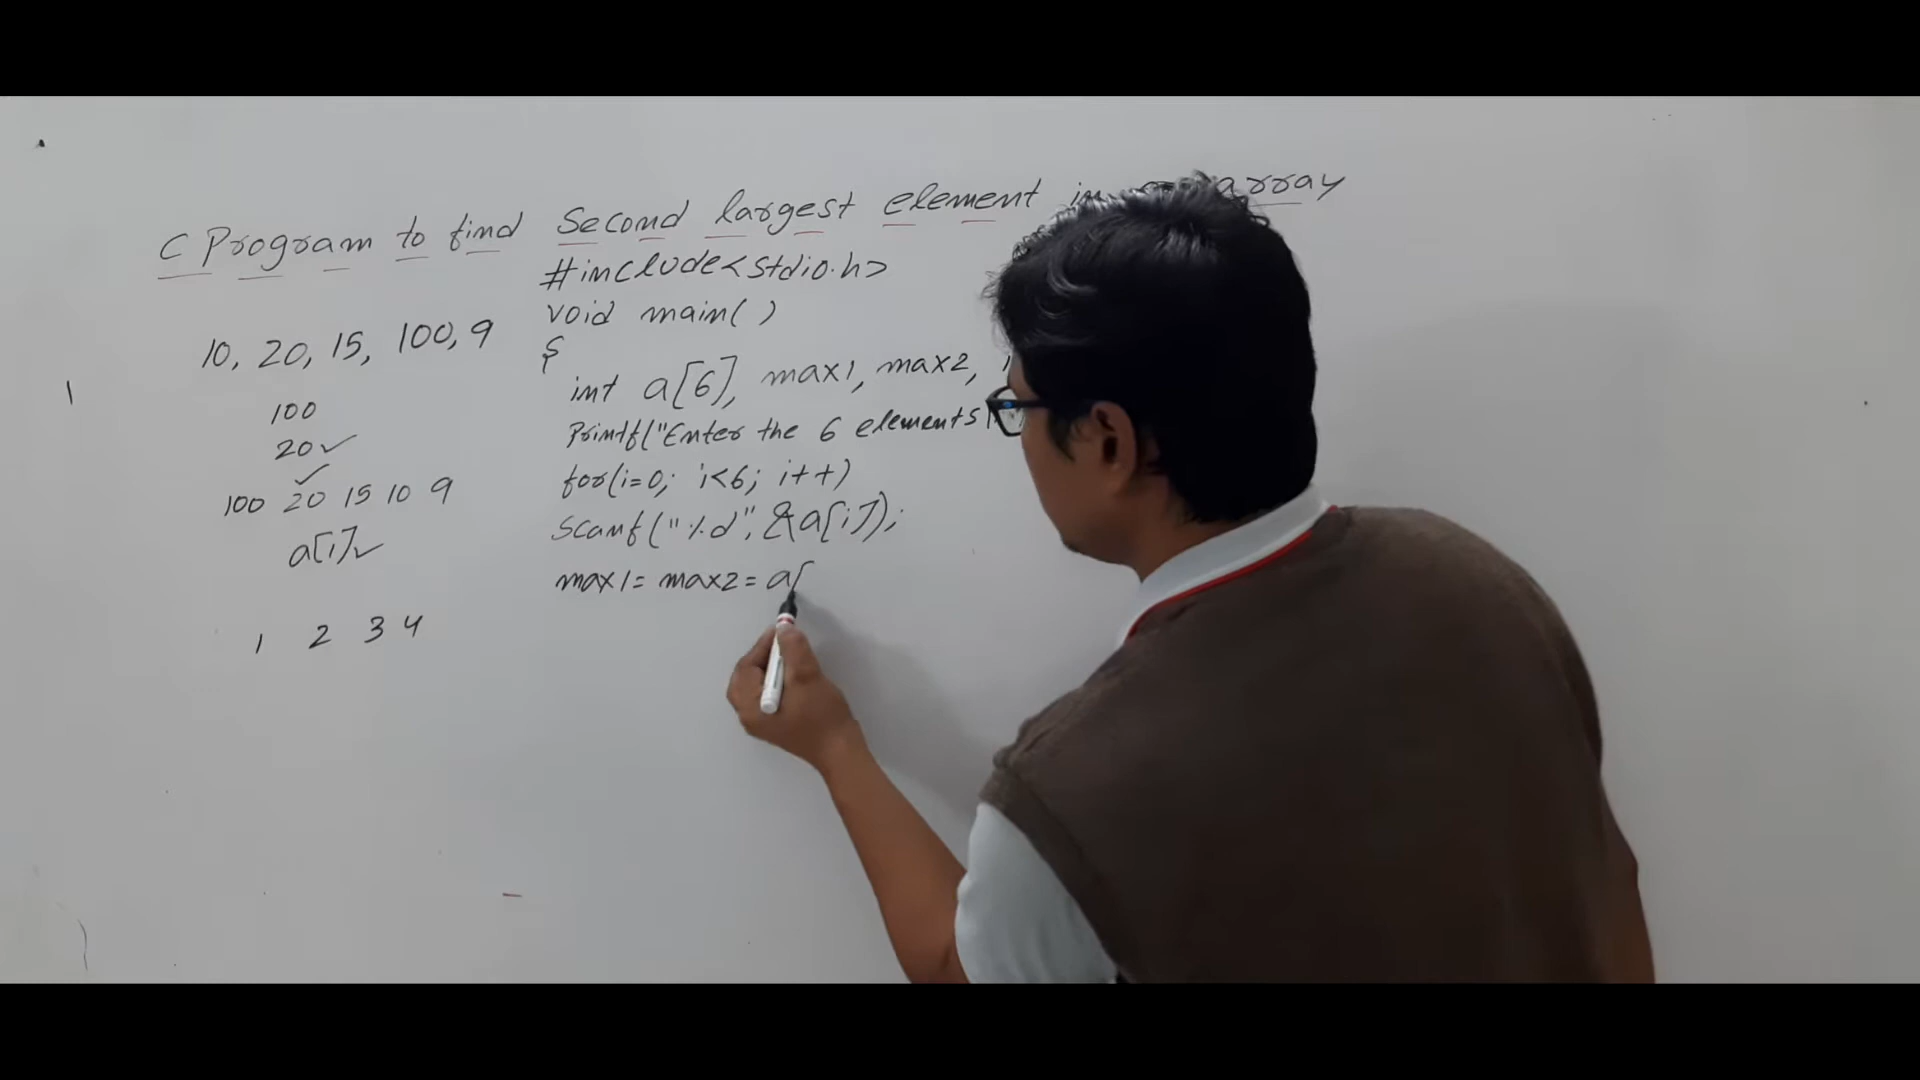 C Program to find Second largest element in array
#include<stdio.h>
void main( )
{
int a[6], max1, max2,
Printf("Enter the 6 elements
for(i=0; i<6; i++)
Scanf("%d", &a[i]);
max1= max2= a[
10, 20, 15, 100, 9
1
100
20✓
✓
100 20 15 10 9
a[i]✓
1 2 3 4